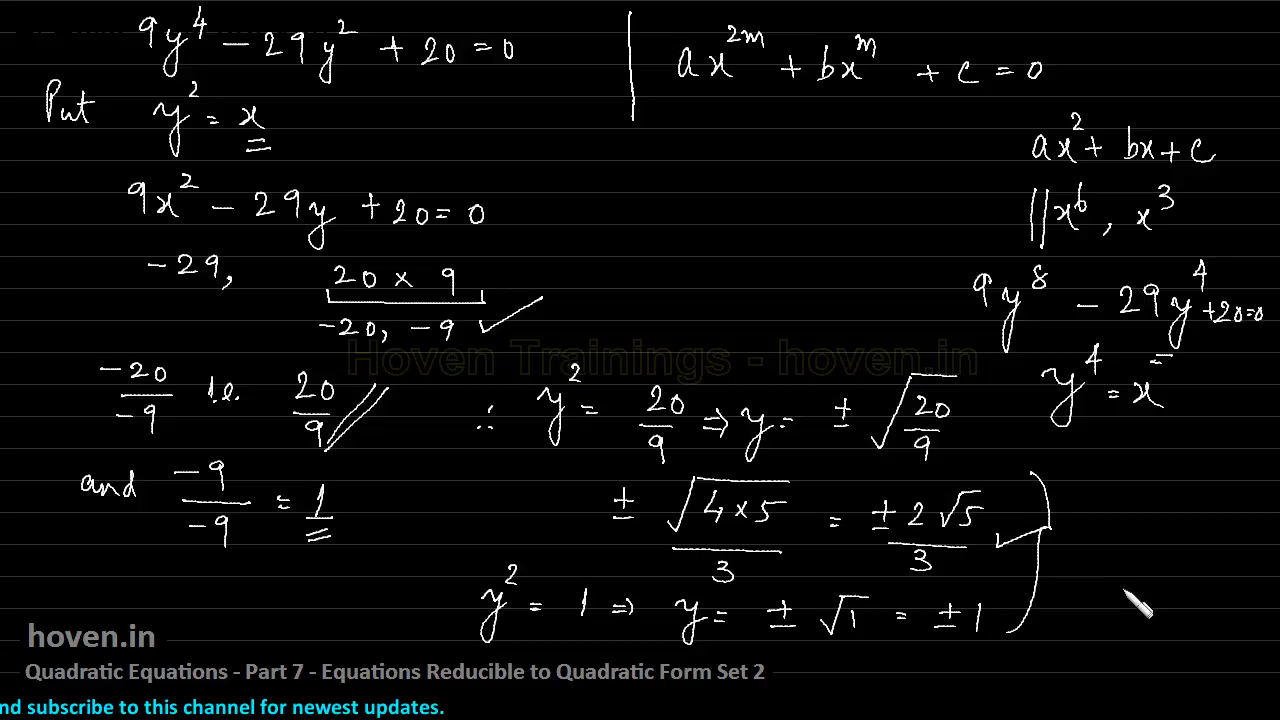 9y⁴ - 29y² + 20 = 0
ax²ᵐ + bxᵐ + c = 0
Put y² = x
ax² + bx + c
9x² - 29y + 20 = 0
x⁶, x³
-29, 20 × 9
-20, -9 ✓
9y⁸ - 29y⁴ + 20=0
y⁴ = x
Hoven Trainings - hoven.in
-20/-9 i.e. 20/9
∴ y² = 20/9 ⇒ y = ± √(20/9)
and -9/-9 = 1
± √(4 × 5)/3 = ± 2√5/3 ✓
y² = 1 ⇒ y = ± √1 = ± 1
hoven.in
Quadratic Equations - Part 7 - Equations Reducible to Quadratic Form Set 2
nd subscribe to this channel for newest updates.